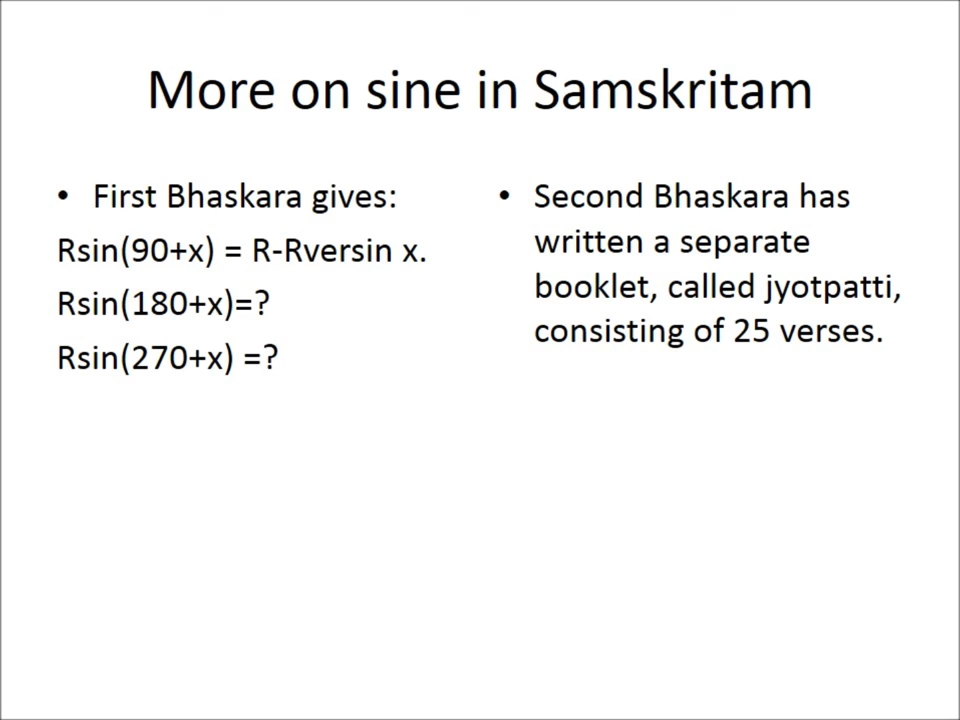 More on sine in Samskritam
• First Bhaskara gives:
Rsin(90+x) = R-Rversin x.
Rsin(180+x)=?
Rsin(270+x) =?
• Second Bhaskara has
written a separate
booklet, called jyotpatti,
consisting of 25 verses.